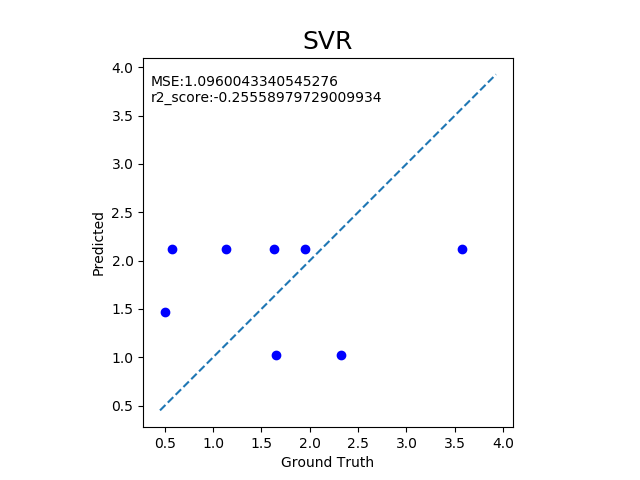 SVR
MSE:1.0960043340545276
r2_score:-0.25558979729009934
4.0
3.5
3.0
2.5
2.0
1.5
1.0
0.5
Predicted
0.5 1.0 1.5 2.0 2.5 3.0 3.5 4.0
Ground Truth